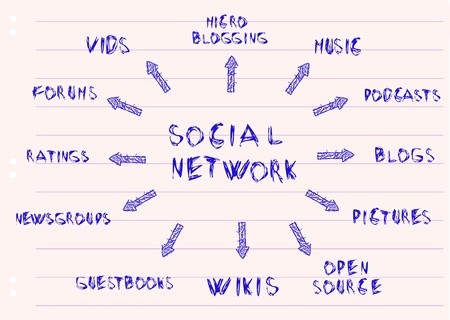 MICRO
BLOGGING
VIDS
MUSIC
FORUMS
PODCASTS
SOCIAL
NETWORK
RATINGS
BLOGS
NEWSGROUPS
PICTURES
GUESTBOOKS
WIKIS
OPEN
SOURCE